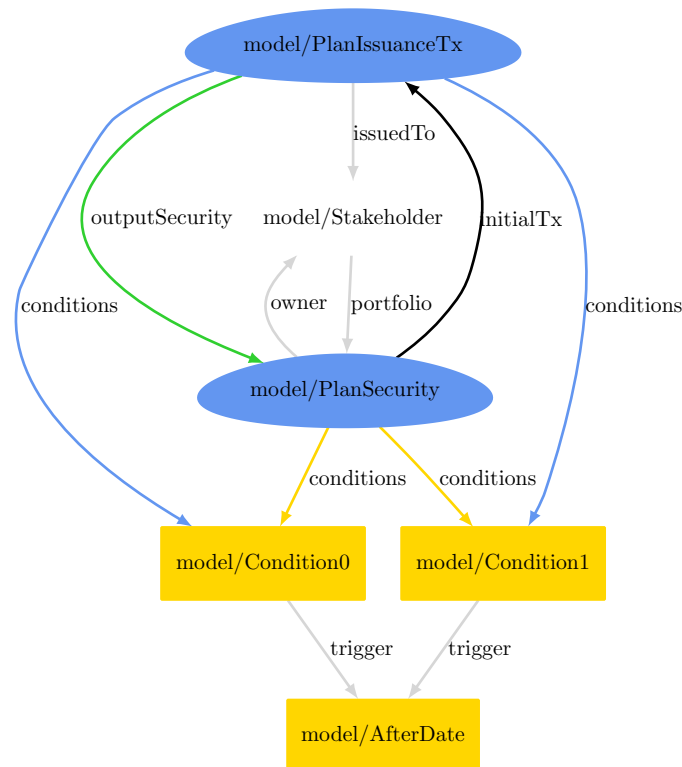 model/PlanIssuanceTx
issuedTo
outputSecurity
model/Stakeholder
initialTx
conditions
owner
portfolio
conditions
model/PlanSecurity
conditions
conditions
model/Condition0
model/Condition1
trigger
trigger
model/AfterDate